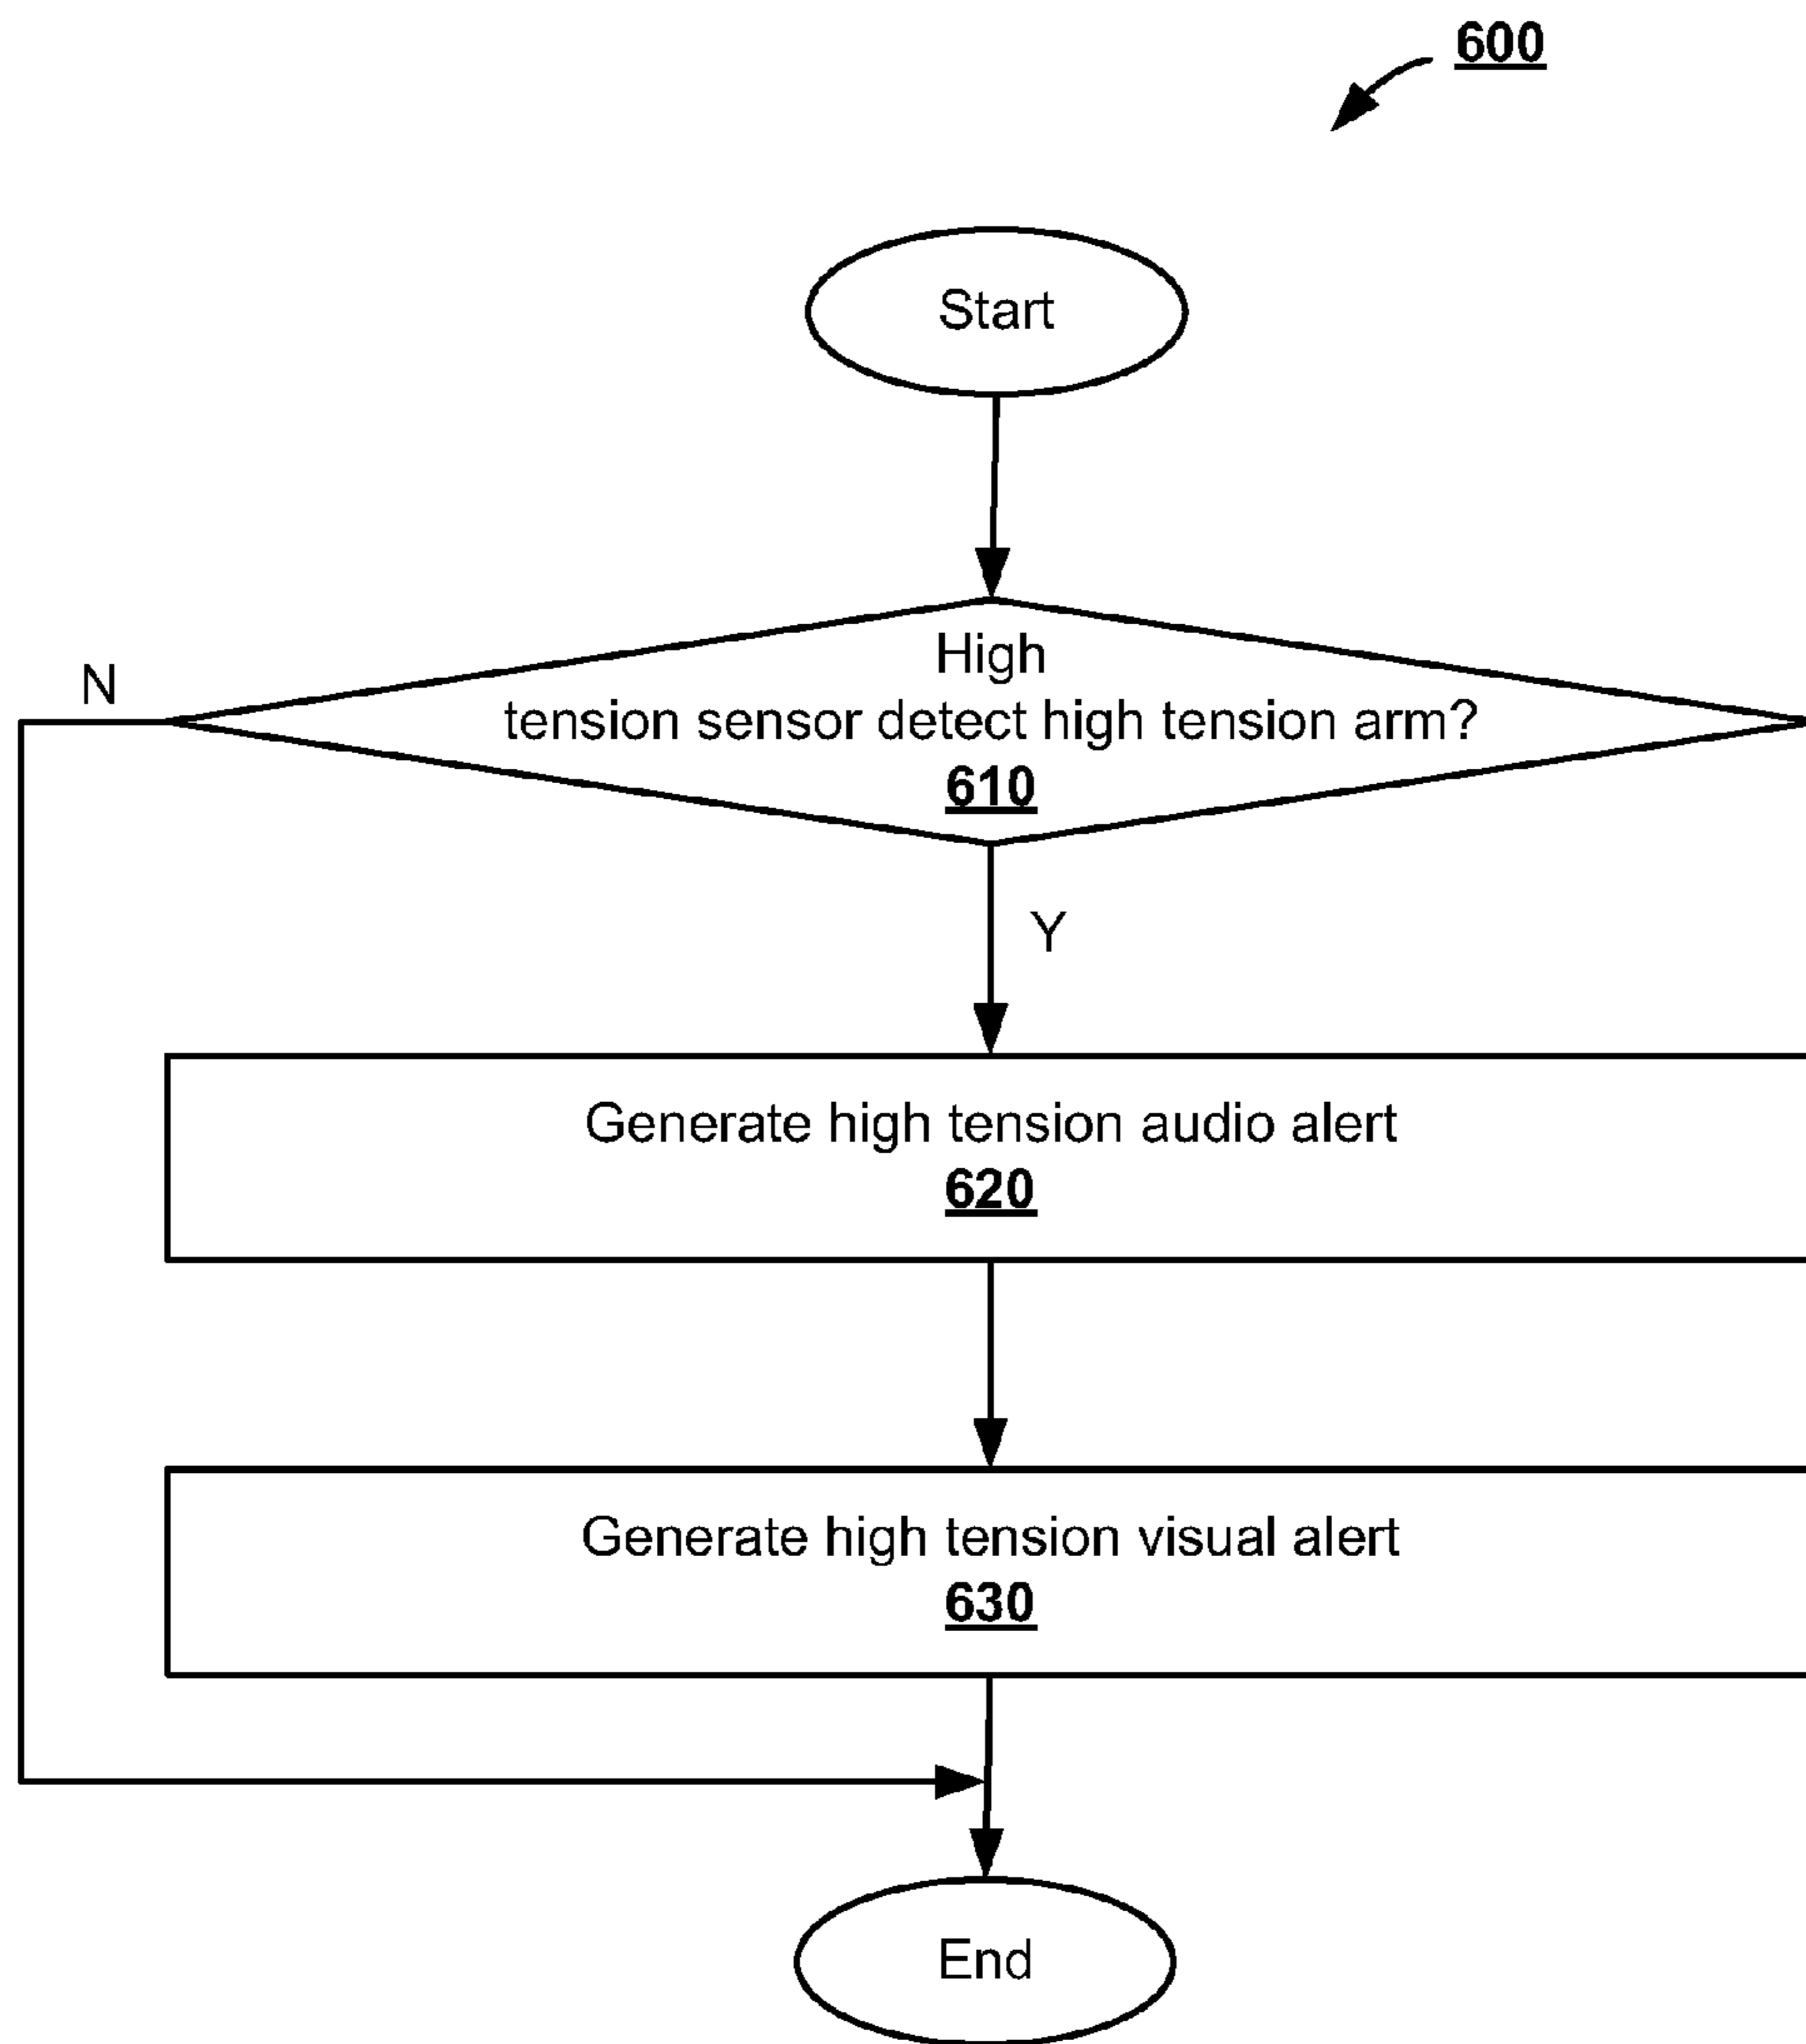 600
Start
High
tension sensor detect high tension arm?
610
N
Y
Generate high tension audio alert
620
Generate high tension visual alert
630
End